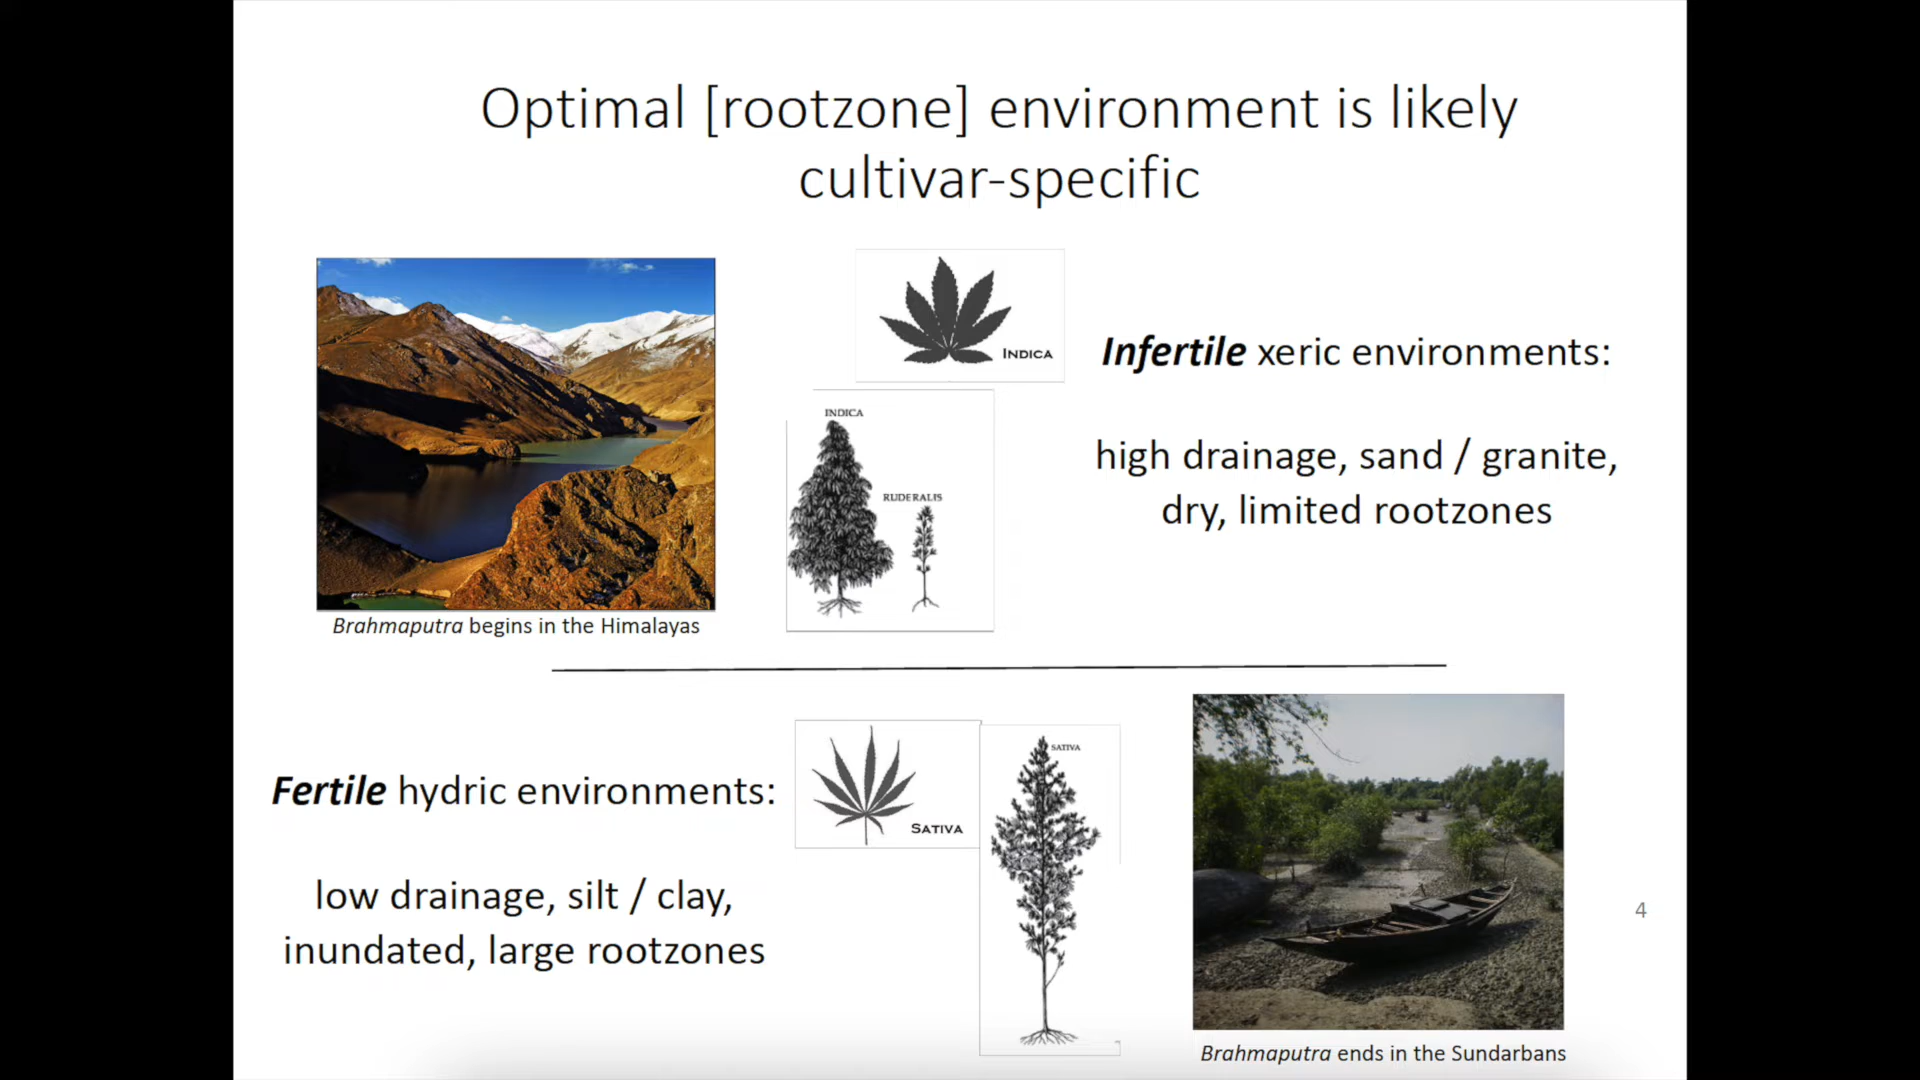 Optimal [rootzone] environment is likely
cultivar-specific
Indica
Infertile xeric environments:
INDICA
high drainage, sand / granite,
RUDERALIS
dry, limited rootzones
Brahmaputra begins in the Himalayas
Fertile hydric environments:
Sativa
SATIVA
low drainage, silt / clay,
inundated, large rootzones
4
Brahmaputra ends in the Sundarbans